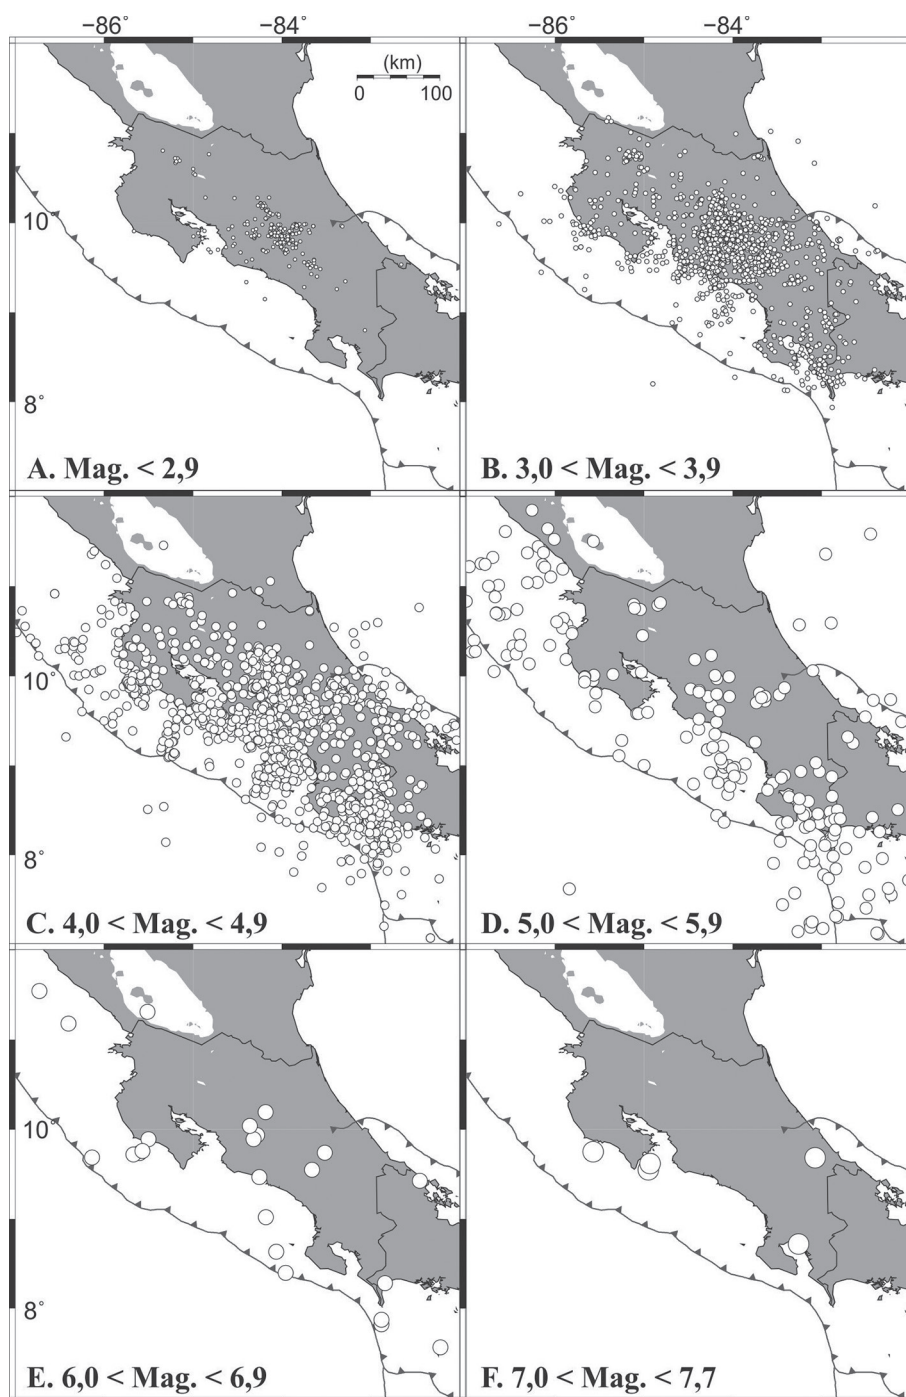 −86° −84° −86° −84°
(km)
0 100
10°
8°
A. Mag. < 2,9
B. 3,0 < Mag. < 3,9
10°
8°
C. 4,0 < Mag. < 4,9
D. 5,0 < Mag. < 5,9
10°
8°
E. 6,0 < Mag. < 6,9
F. 7,0 < Mag. < 7,7